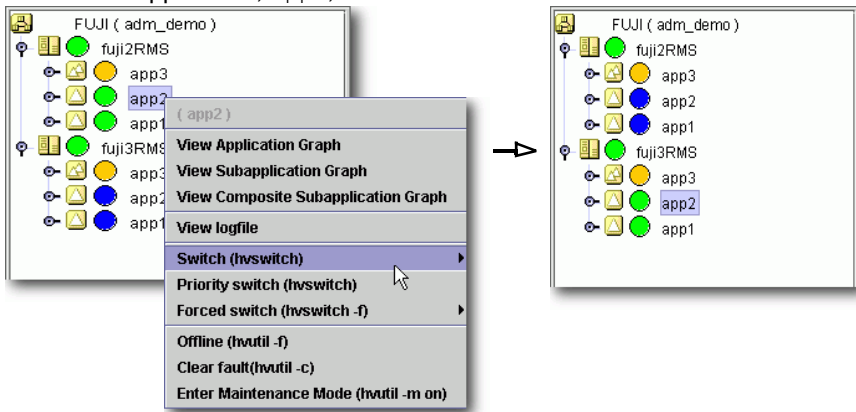 FUJI ( adm_demo )
fuji2RMS
app3
app2
app1
fuji3RMS
app3
app2
app1
( app2 )
View Application Graph
View Subapplication Graph
View Composite Subapplication Graph
View logfile
Switch (hvswitch)
Priority switch (hvswitch)
Forced switch (hvswitch -f)
Offline (hvutil -f)
Clear fault(hvutil -c)
Enter Maintenance Mode (hvutil -m on)
FUJI ( adm_demo )
fuji2RMS
app3
app2
app1
fuji3RMS
app3
app2
app1